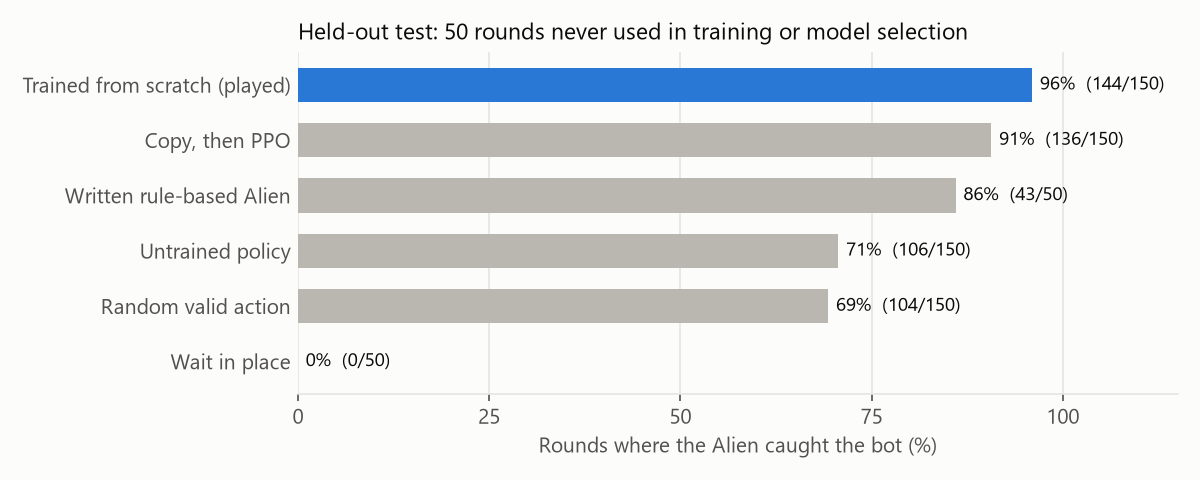 Held-out test: 50 rounds never used in training or model selection
Trained from scratch (played) 96% (144/150)
Copy, then PPO 91% (136/150)
Written rule-based Alien 86% (43/50)
Untrained policy 71% (106/150)
Random valid action 69% (104/150)
Wait in place 0% (0/50)
0 25 50 75 100
Rounds where the Alien caught the bot (%)